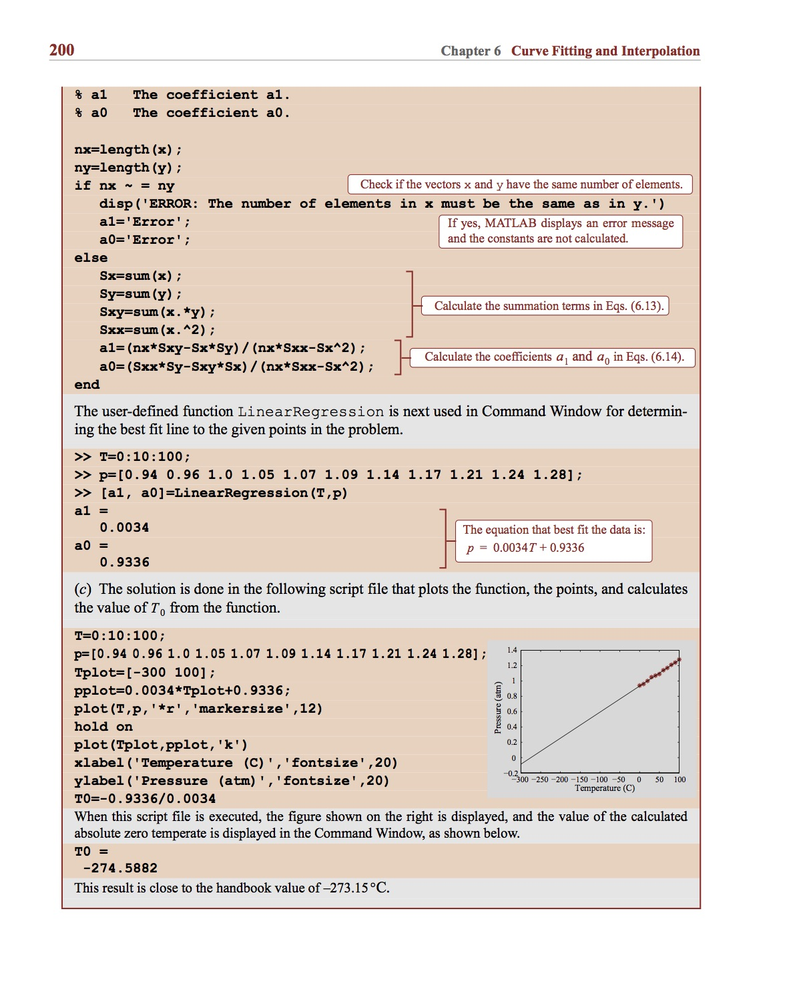 200
Chapter 6 Curve Fitting and Interpolation
% a1   The coefficient a1.
% a0   The coefficient a0.
nx=length(x);
ny=length(y);
if nx ~ = ny
Check if the vectors x and y have the same number of elements.
disp('ERROR: The number of elements in x must be the same as in y.')
a1='Error';
a0='Error';
If yes, MATLAB displays an error message
and the constants are not calculated.
else
Sx=sum(x);
Sy=sum(y);
Sxy=sum(x.*y);
Sxx=sum(x.^2);
Calculate the summation terms in Eqs. (6.13).
a1=(nx*Sxy-Sx*Sy)/(nx*Sxx-Sx^2);
a0=(Sxx*Sy-Sxy*Sx)/(nx*Sxx-Sx^2);
Calculate the coefficients a1 and a0 in Eqs. (6.14).
end
The user-defined function LinearRegression is next used in Command Window for determin-
ing the best fit line to the given points in the problem.
>> T=0:10:100;
>> p=[0.94 0.96 1.0 1.05 1.07 1.09 1.14 1.17 1.21 1.24 1.28];
>> [a1, a0]=LinearRegression(T,p)
a1 =
0.0034
a0 =
0.9336
The equation that best fit the data is:
p = 0.0034T + 0.9336
(c) The solution is done in the following script file that plots the function, the points, and calculates
the value of T0 from the function.
T=0:10:100;
p=[0.94 0.96 1.0 1.05 1.07 1.09 1.14 1.17 1.21 1.24 1.28];
Tplot=[-300 100];
pplot=0.0034*Tplot+0.9336;
plot(T,p,'*r','markersize',12)
hold on
plot(Tplot,pplot,'k')
xlabel('Temperature (C)','fontsize',20)
ylabel('Pressure (atm)','fontsize',20)
T0=-0.9336/0.0034
1.4
1.2
1
0.8
0.6
0.4
0.2
0
−0.2
Pressure (atm)
−300 −250 −200 −150 −100 −50 0 50 100
Temperature (C)
When this script file is executed, the figure shown on the right is displayed, and the value of the calculated
absolute zero temperate is displayed in the Command Window, as shown below.
T0 =
-274.5882
This result is close to the handbook value of –273.15°C.